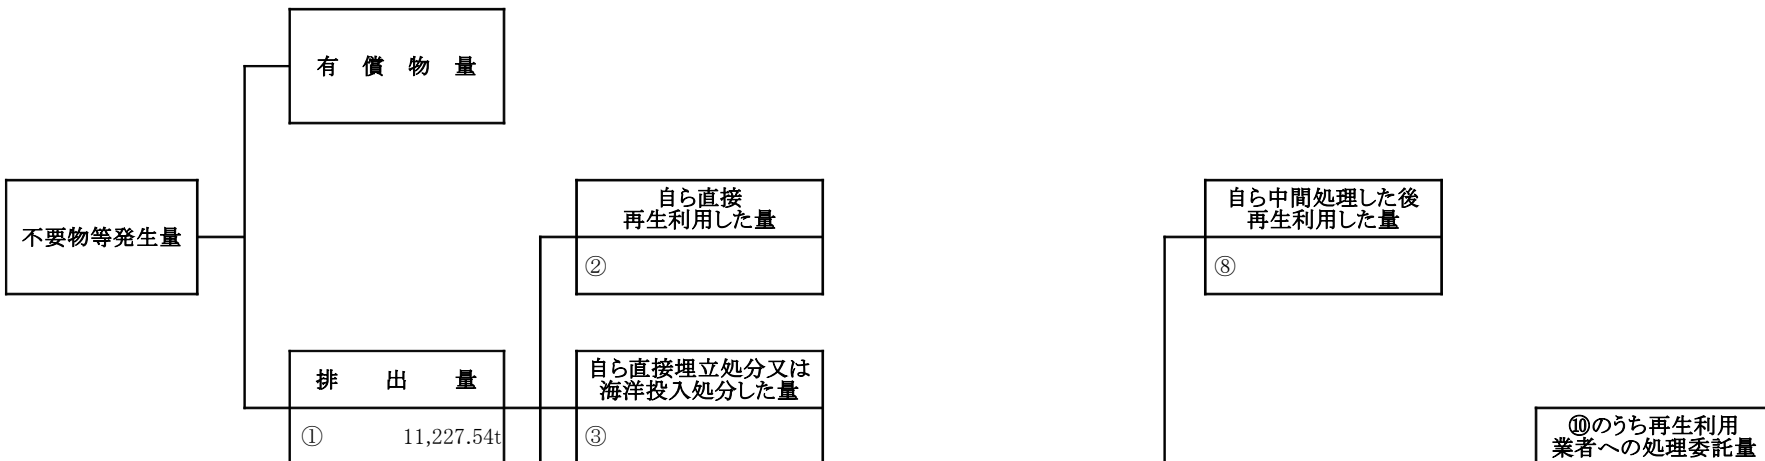 有 償 物 量
不要物等発生量
自ら直接
再生利用した量
②
自ら中間処理した後
再生利用した量
⑧
排 出 量
① 11,227.54t
自ら直接埋立処分又は
海洋投入処分した量
③
⑩のうち再生利用
業者への処理委託量